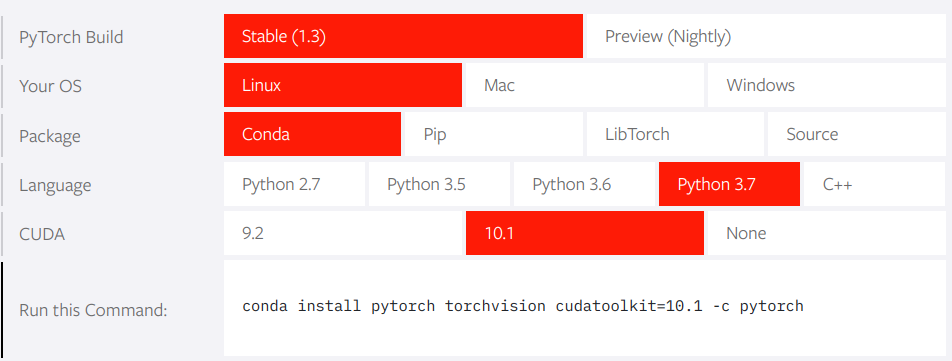 PyTorch Build Stable (1.3) Preview (Nightly)
Your OS Linux Mac Windows
Package Conda Pip LibTorch Source
Language Python 2.7 Python 3.5 Python 3.6 Python 3.7 C++
CUDA 9.2 10.1 None
Run this Command: conda install pytorch torchvision cudatoolkit=10.1 -c pytorch